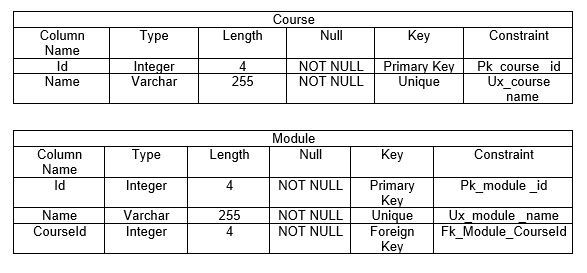 Course
Column Name Type Length Null Key Constraint
Id Integer 4 NOT NULL Primary Key Pk_course _id
Name Varchar 255 NOT NULL Unique Ux_course name
Module
Column Name Type Length Null Key Constraint
Id Integer 4 NOT NULL Primary Key Pk_module _id
Name Varchar 255 NOT NULL Unique Ux_module _name
CourseId Integer 4 NOT NULL Foreign Key Fk_Module_CourseId